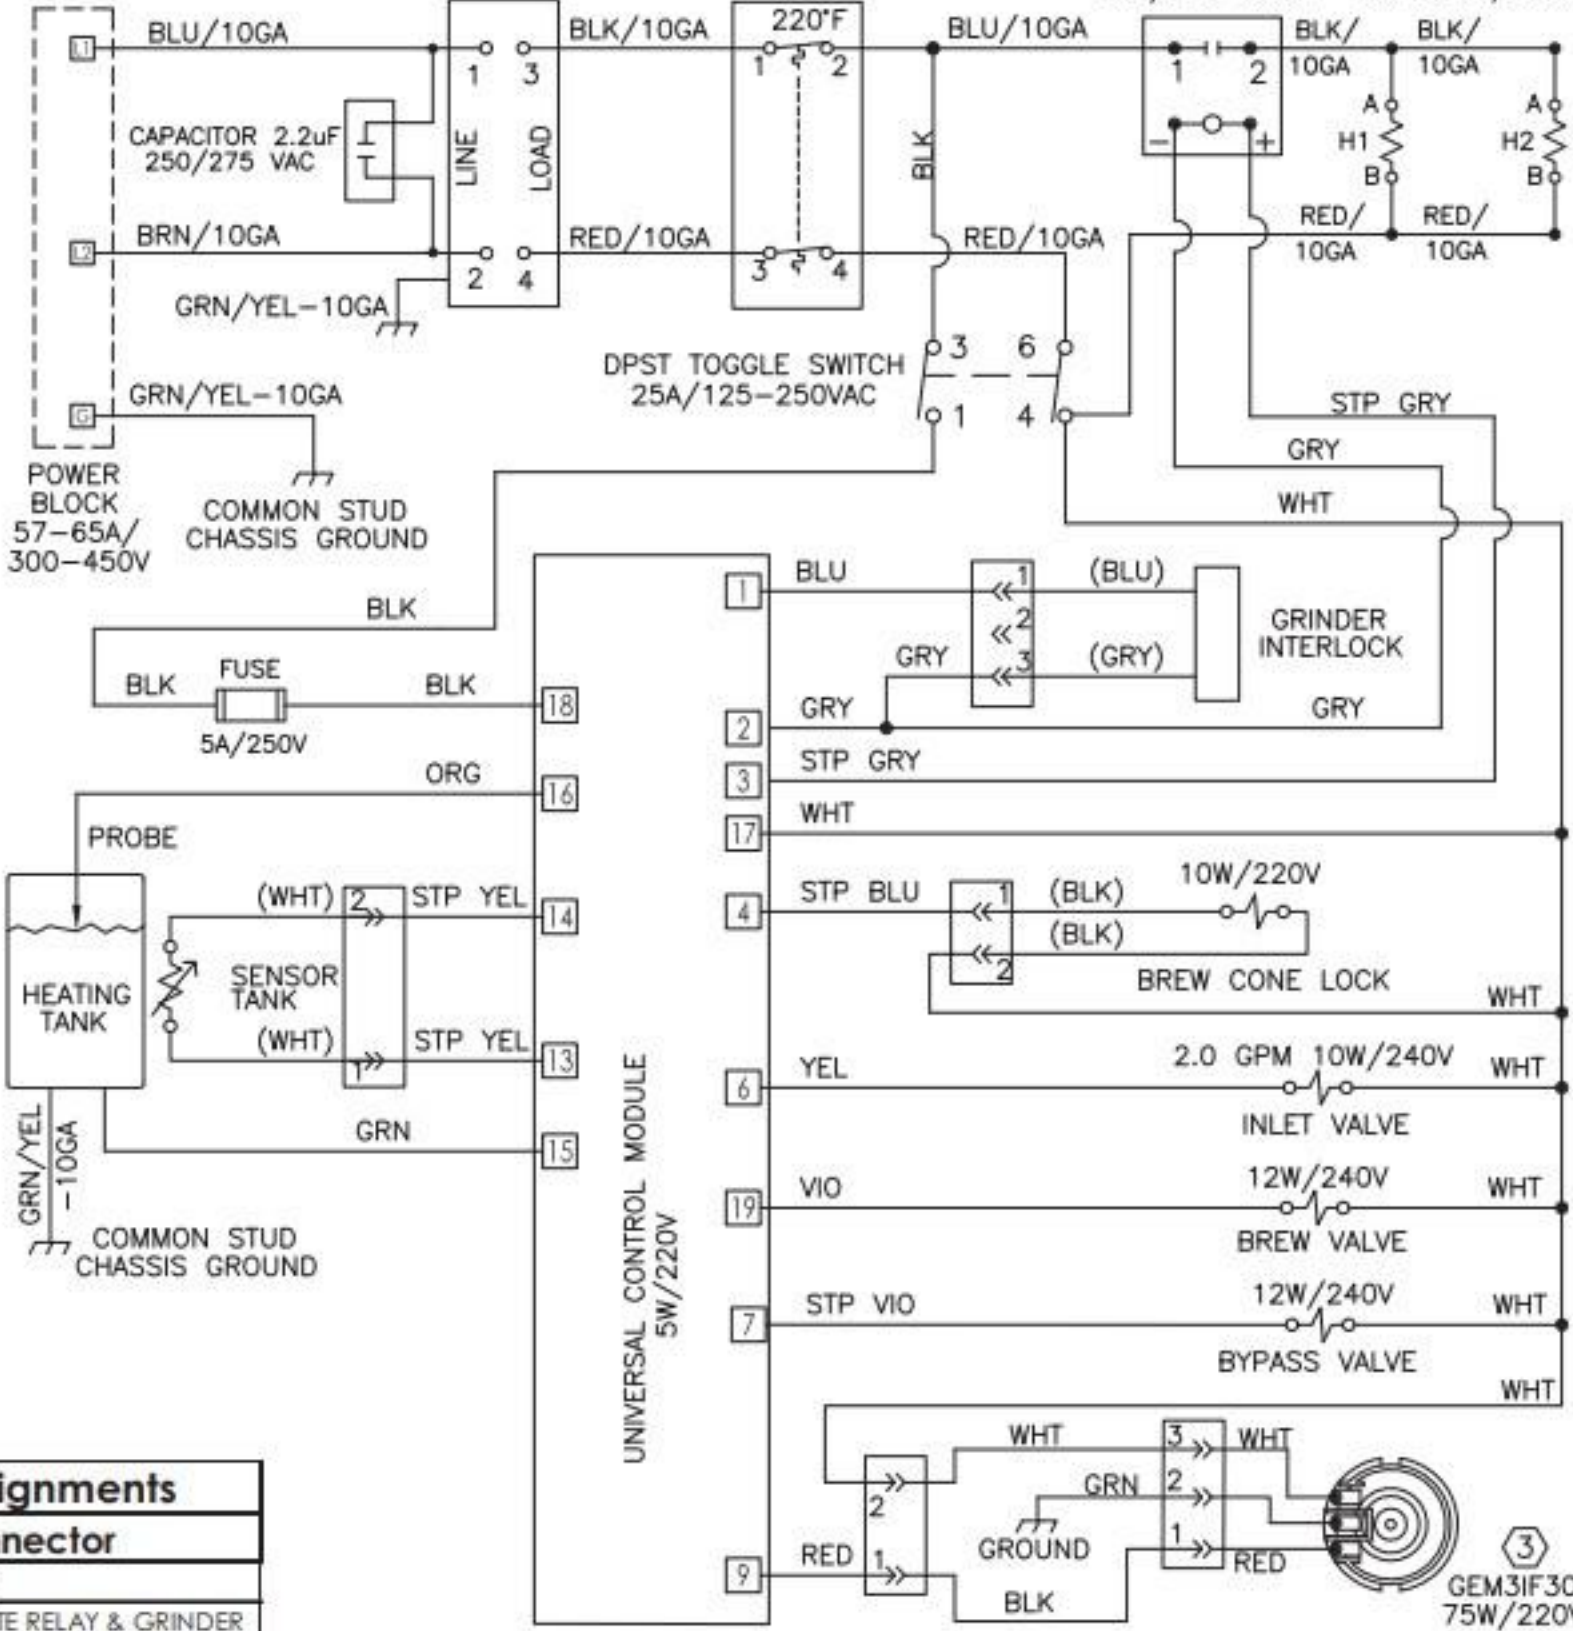 L1
BLU/10GA
1
3
BLK/10GA
220°F
1
2
BLU/10GA
1
2
BLK/
10GA
BLK/
10GA
CAPACITOR 2.2uF
250/275 VAC
LINE
LOAD
BLK
-
+
A
H1
B
A
H2
B
L2
BRN/10GA
2
4
RED/10GA
3
4
RED/10GA
RED/
10GA
RED/
10GA
GRN/YEL-10GA
DPST TOGGLE SWITCH
25A/125-250VAC
3
6
1
4
G
GRN/YEL-10GA
POWER
BLOCK
57-65A/
300-450V
COMMON STUD
CHASSIS GROUND
STP GRY
GRY
WHT
BLK
BLK
FUSE
5A/250V
BLK
18
ORG
16
PROBE
HEATING
TANK
(WHT)
2
STP YEL
14
SENSOR
TANK
(WHT)
1
STP YEL
13
GRN
15
GRN/YEL
-10GA
COMMON STUD
CHASSIS GROUND
UNIVERSAL CONTROL MODULE
5W/220V
1
BLU
1
(BLU)
2
GRY
3
(GRY)
GRINDER
INTERLOCK
2
GRY
GRY
3
STP GRY
17
WHT
4
STP BLU
1
(BLK)
10W/220V
(BLK)
2
BREW CONE LOCK
WHT
6
YEL
2.0 GPM 10W/240V
WHT
INLET VALVE
19
VIO
12W/240V
WHT
BREW VALVE
7
STP VIO
12W/240V
WHT
BYPASS VALVE
WHT
2
WHT
3
WHT
GRN
2
GROUND
9
RED
1
BLK
1
RED
3
GEM3IF30
75W/220V
ignments
nector
TE RELAY & GRINDER